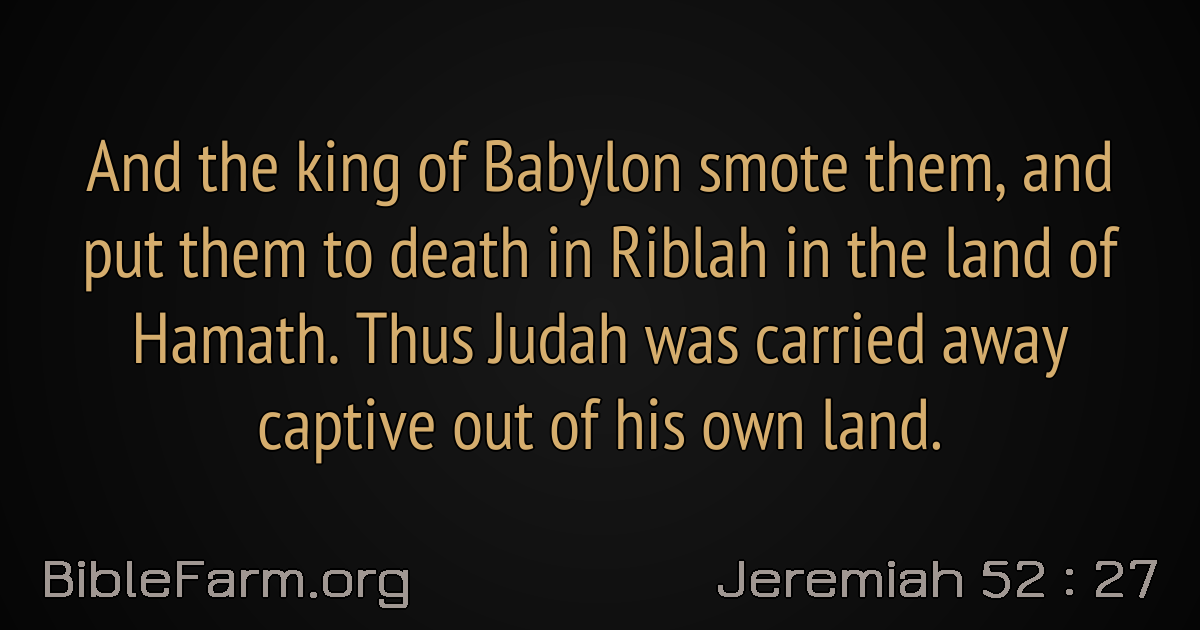 And the king of Babylon smote them, and
put them to death in Riblah in the land of
Hamath. Thus Judah was carried away
captive out of his own land.
BibleFarm.org
Jeremiah 52 : 27